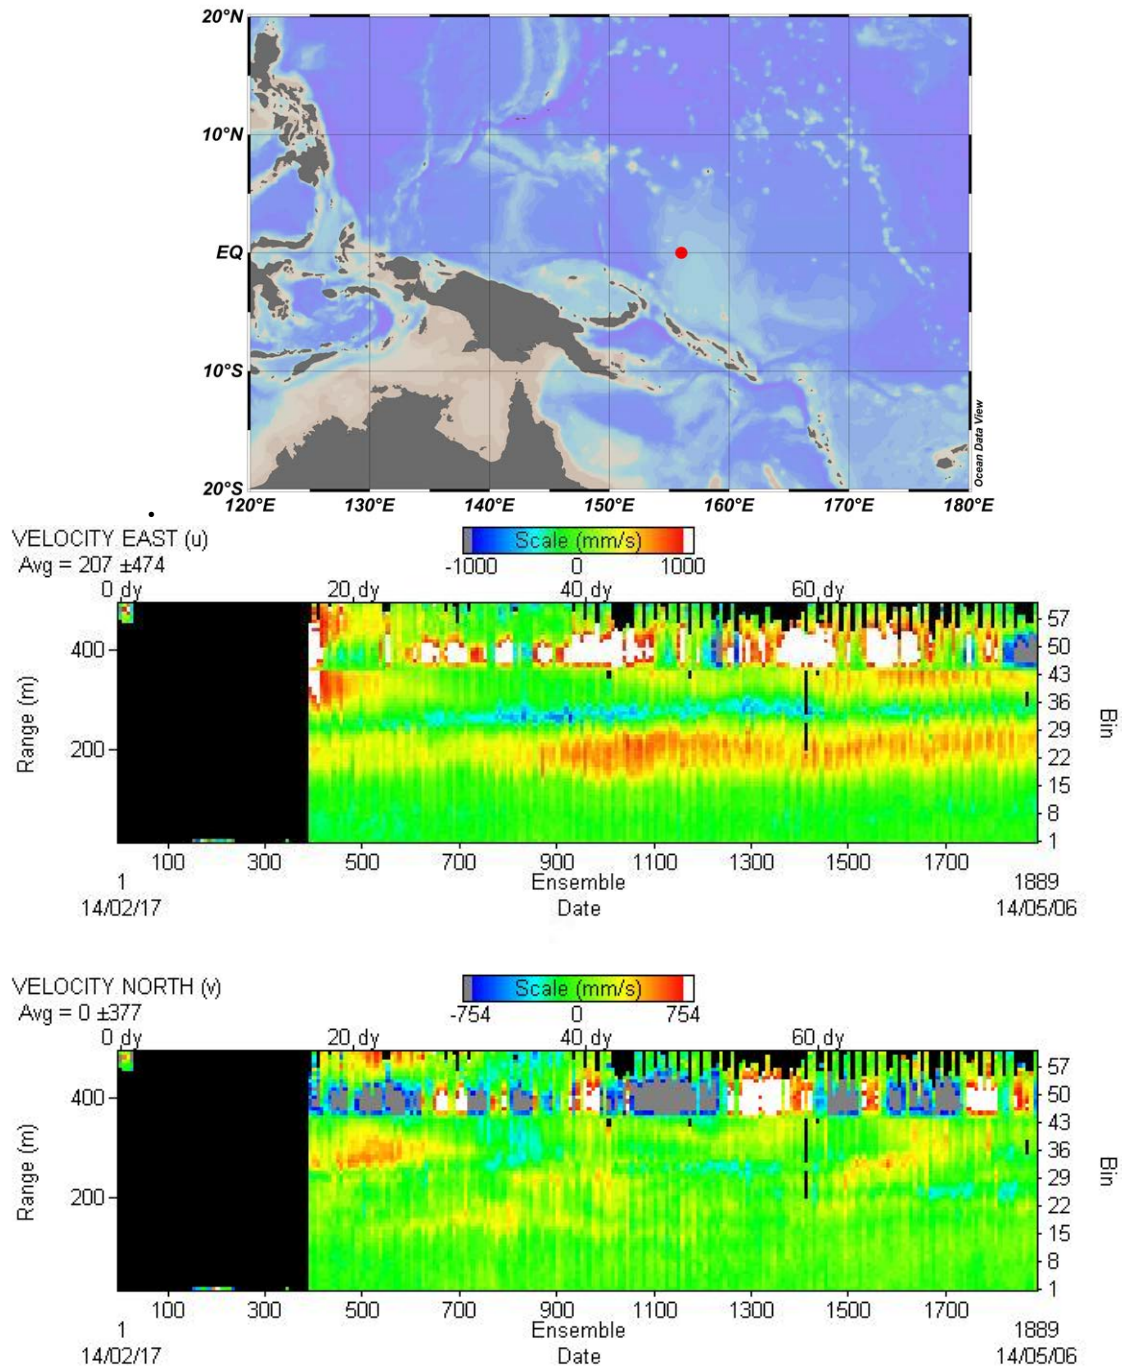 20°N
10°N
EQ
10°S
20°S
120°E 130°E 140°E 150°E 160°E 170°E 180°E
Ocean Data View
VELOCITY EAST (u)
Avg = 207 ±474
Scale (mm/s)
-1000 0 1000
0 dy 20 dy 40 dy 60 dy
400
200
Range (m)
57
50
43
36
29
22
15
8
1
Bin
100 300 500 700 900 1100 1300 1500 1700
1 Ensemble 1889
14/02/17 Date 14/05/06
VELOCITY NORTH (v)
Avg = 0 ±377
Scale (mm/s)
-754 0 754
0 dy 20 dy 40 dy 60 dy
400
200
Range (m)
57
50
43
36
29
22
15
8
1
Bin
100 300 500 700 900 1100 1300 1500 1700
1 Ensemble 1889
14/02/17 Date 14/05/06